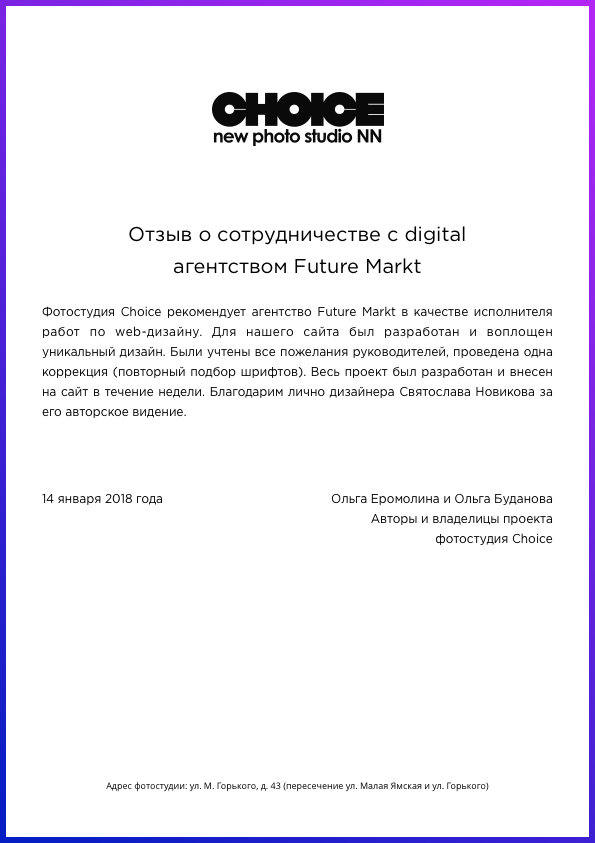 CHOICE
new photo studio NN
Отзыв о сотрудничестве с digital
агентством Future Markt
Фотостудия Choice рекомендует агентство Future Markt в качестве исполнителя
работ по web-дизайну. Для нашего сайта был разработан и воплощен
уникальный дизайн. Были учтены все пожелания руководителей, проведена одна
коррекция (повторный подбор шрифтов). Весь проект был разработан и внесен
на сайт в течение недели. Благодарим лично дизайнера Святослава Новикова за
его авторское видение.
14 января 2018 года
Ольга Еромолина и Ольга Буданова
Авторы и владелицы проекта
фотостудия Choice
Адрес фотостудии: ул. М. Горького, д. 43 (пересечение ул. Малая Ямская и ул. Горького)